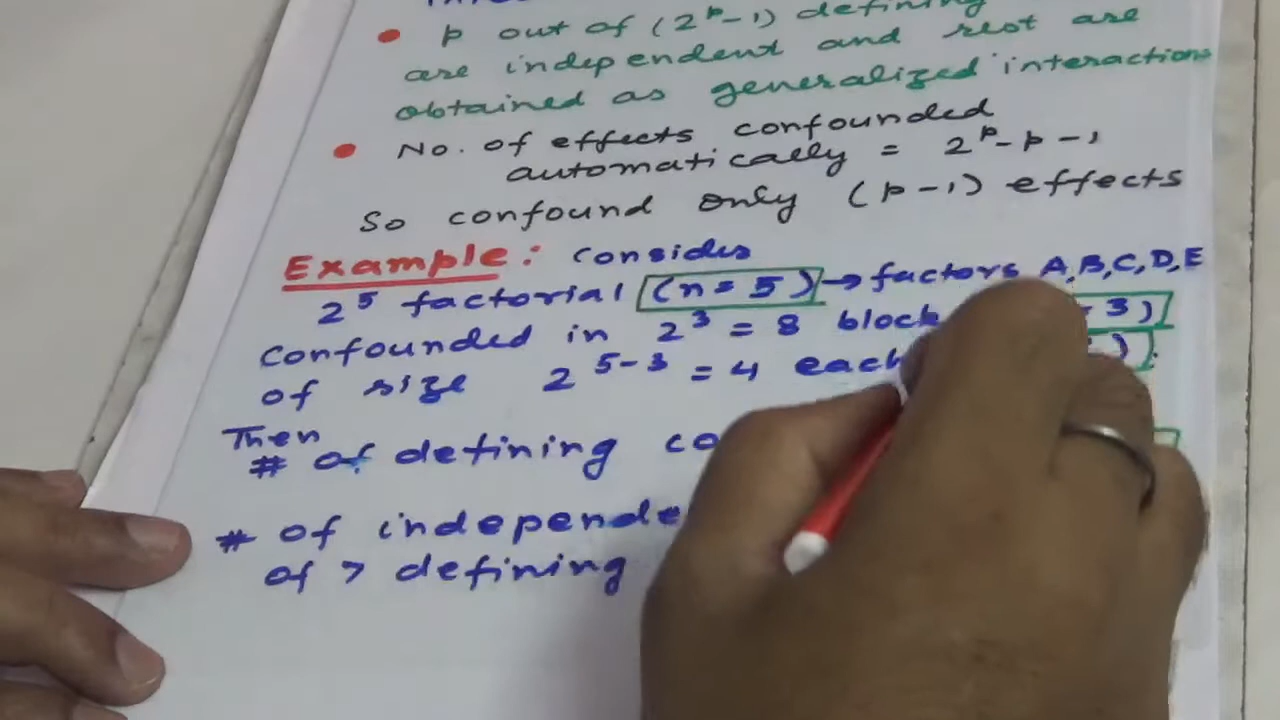 p out of (2^p-1) defining
are independent and rest are
obtained as generalized interactions
No. of effects confounded
automatically = 2^p-p-1
So confound only (p-1) effects
Example: Consider
2^5 factorial (n=5) → factors A,B,C,D,E
confounded in 2^3 = 8 block 3)
of size 2^5-3 = 4 each ).
Then
# of defining
# of
of 7 defining